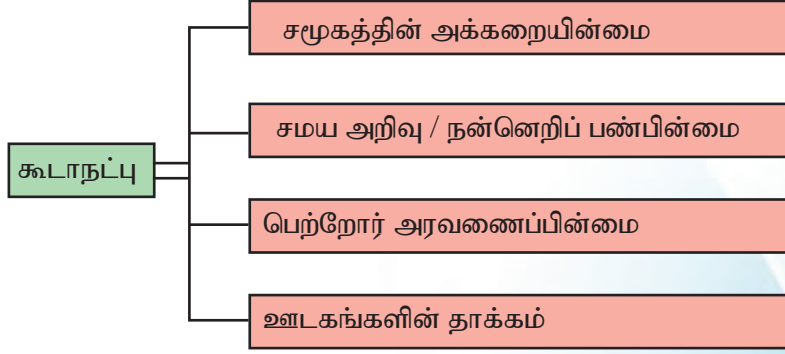 சமூகத்தின் அக்கறையின்மை
சமய அறிவு / நன்னெறிப் பண்பின்மை
கூடாநட்பு
பெற்றோர் அரவணைப்பின்மை
ஊடகங்களின் தாக்கம்